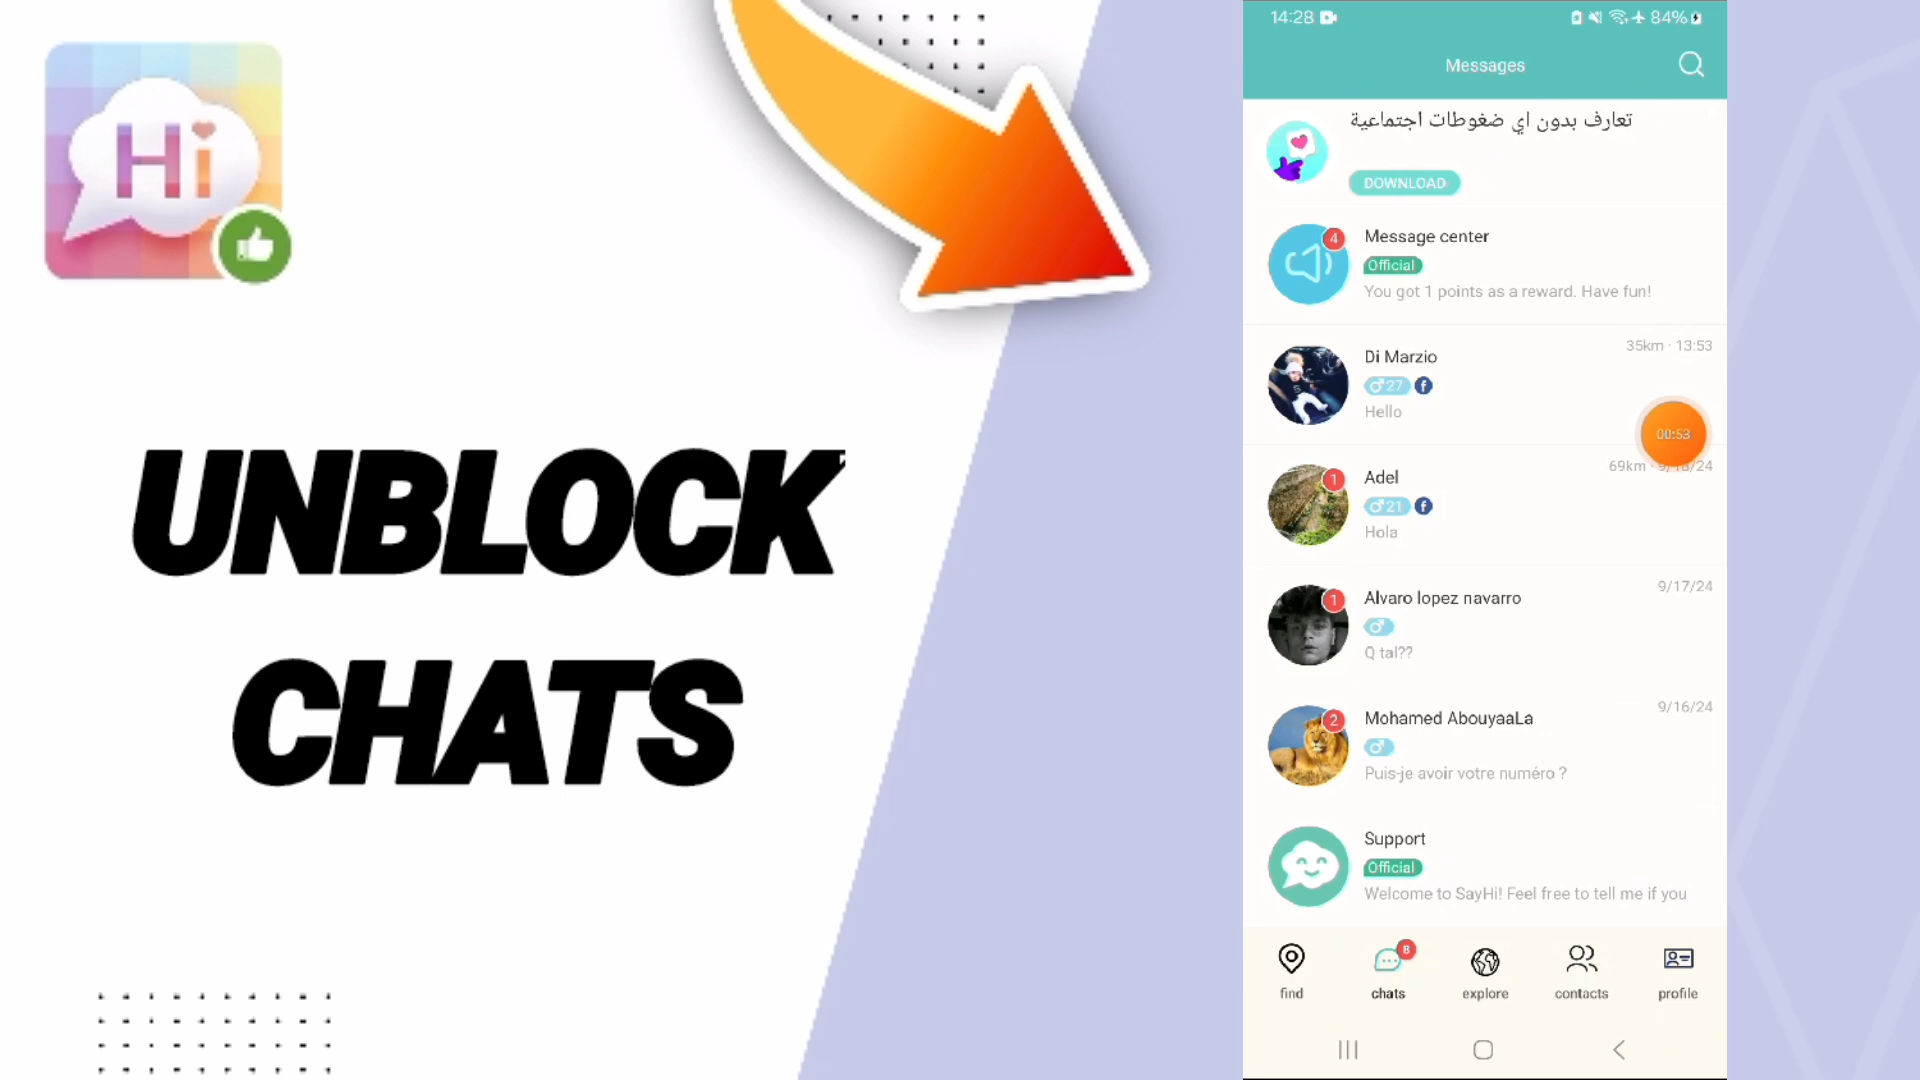 Hi
UNBLOCK
CHATS
14:28
84%
Messages
تعارف بدون اي ضغوطات اجتماعية
DOWNLOAD
4
Message center
Official
You got 1 points as a reward. Have fun!
35km · 13:53
Di Marzio
27
Hello
00:53
69km · 9/18/24
1
Adel
21
Hola
9/17/24
1
Alvaro lopez navarro
Q tal??
9/16/24
2
Mohamed AbouyaaLa
Puis-je avoir votre numéro ?
Support
Official
Welcome to SayHi! Feel free to tell me if you
8
find chats explore contacts profile